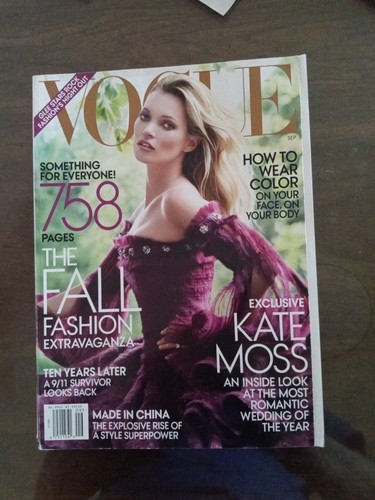 VOGUE
GLEE STARS ROCK
FASHION'S NIGHT OUT
SEP
SOMETHING
FOR EVERYONE!
758
PAGES
THE
FALL
FASHION
EXTRAVAGANZA
TEN YEARS LATER
A 9/11 SURVIVOR
LOOKS BACK
MADE IN CHINA
THE EXPLOSIVE RISE OF
A STYLE SUPERPOWER
HOW TO
WEAR
COLOR
ON YOUR
FACE, ON
YOUR BODY
EXCLUSIVE
KATE
MOSS
AN INSIDE LOOK
AT THE MOST
ROMANTIC
WEDDING OF
THE YEAR